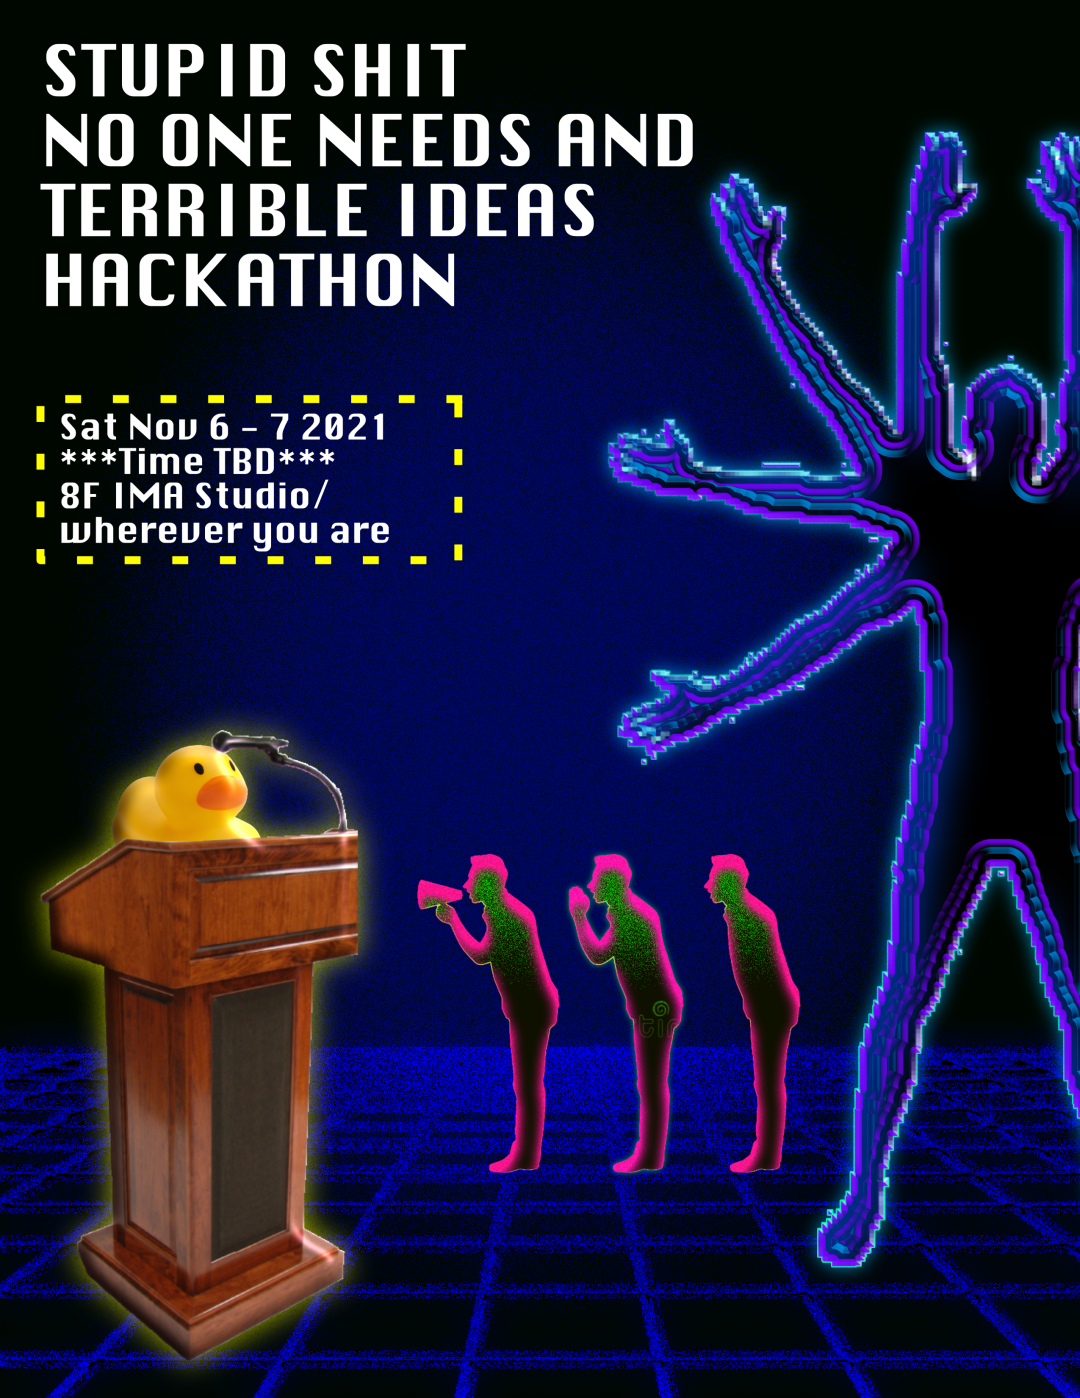 STUPID SHIT
NO ONE NEEDS AND
TERRIBLE IDEAS
HACKATHON
Sat Nov 6 - 7 2021
***Time TBD***
8F IMA Studio/
wherever you are